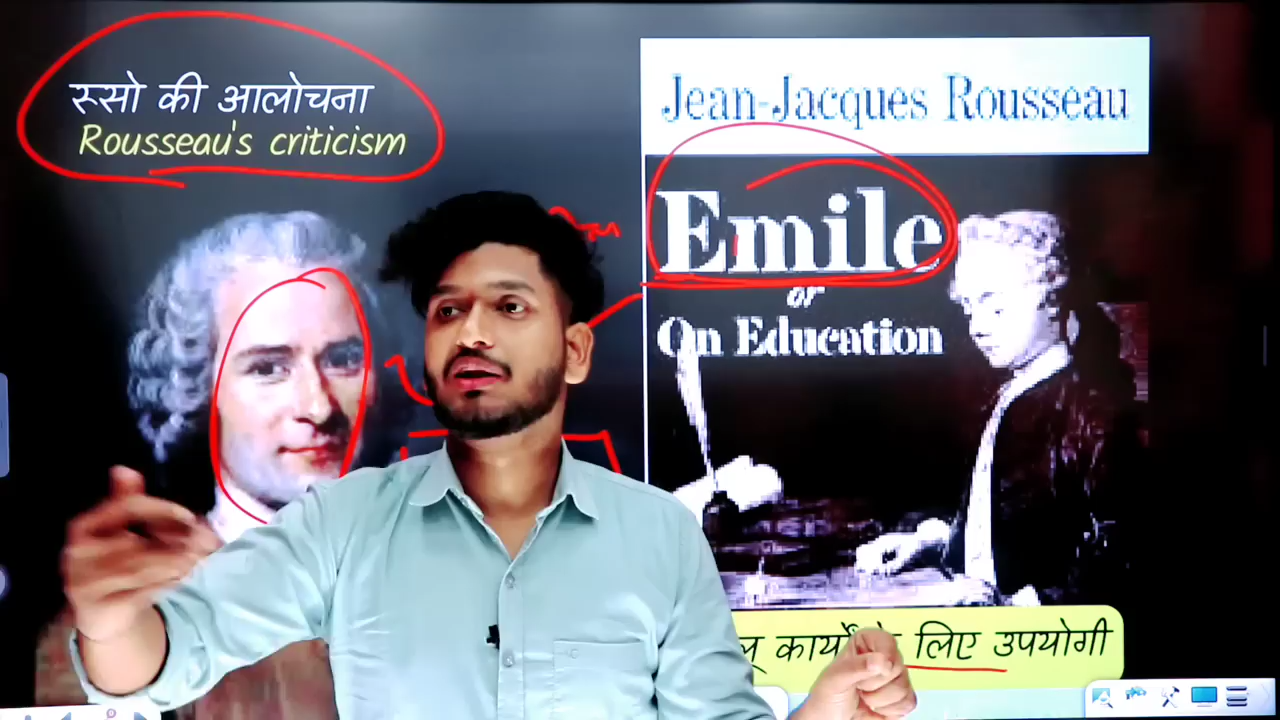 रूसो की आलोचना
Rousseau's criticism
Jean-Jacques Rousseau
Emile
or
On Education
लिए उपयोगी